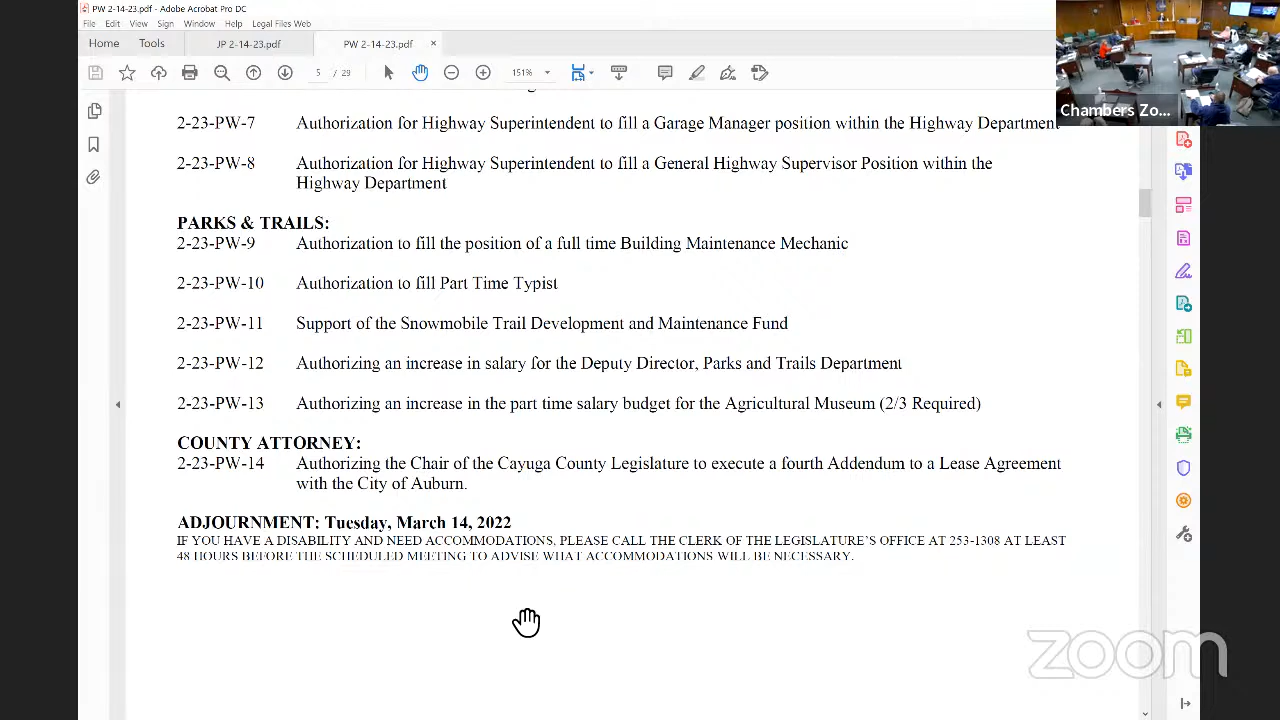 PW 2-14-23.pdf - Adobe Acrobat Pro DC
File Edit View Sign Window Help Legal Files Web
Home Tools JP 2-14-23.pdf PW 2-14-23.pdf ×
5 / 29 151%
2-23-PW-7 Authorization for Highway Superintendent to fill a Garage Manager position within the Highway Department
2-23-PW-8 Authorization for Highway Superintendent to fill a General Highway Supervisor Position within the
Highway Department
PARKS & TRAILS:
2-23-PW-9 Authorization to fill the position of a full time Building Maintenance Mechanic
2-23-PW-10 Authorization to fill Part Time Typist
2-23-PW-11 Support of the Snowmobile Trail Development and Maintenance Fund
2-23-PW-12 Authorizing an increase in salary for the Deputy Director, Parks and Trails Department
2-23-PW-13 Authorizing an increase in the part time salary budget for the Agricultural Museum (2/3 Required)
COUNTY ATTORNEY:
2-23-PW-14 Authorizing the Chair of the Cayuga County Legislature to execute a fourth Addendum to a Lease Agreement
with the City of Auburn.
ADJOURNMENT: Tuesday, March 14, 2022
IF YOU HAVE A DISABILITY AND NEED ACCOMMODATIONS, PLEASE CALL THE CLERK OF THE LEGISLATURE'S OFFICE AT 253-1308 AT LEAST
48 HOURS BEFORE THE SCHEDULED MEETING TO ADVISE WHAT ACCOMMODATIONS WILL BE NECESSARY.
Chambers Zo...
zoom